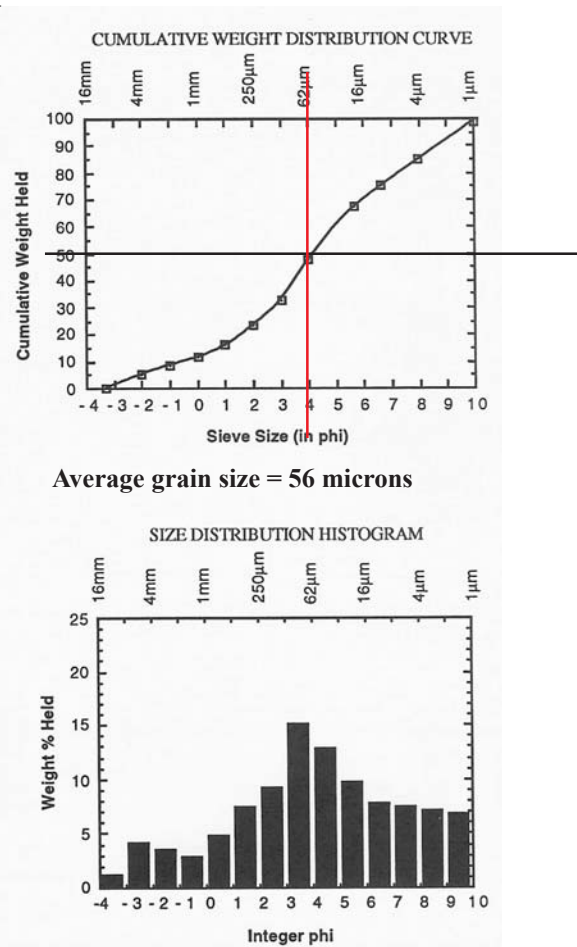 CUMULATIVE WEIGHT DISTRIBUTION CURVE
16mm 4mm 1mm 250µm 62µm 16µm 4µm 1µm
100
90
80
70
60
50
40
30
20
10
0
Cumulative Weight Held
-4 -3 -2 -1 0 1 2 3 4 5 6 7 8 9 10
Sieve Size (in phi)
Average grain size = 56 microns
SIZE DISTRIBUTION HISTOGRAM
16mm 4mm 1mm 250µm 62µm 16µm 4µm 1µm
25
20
15
10
5
0
Weight % Held
-4 -3 -2 -1 0 1 2 3 4 5 6 7 8 9 10
Integer phi